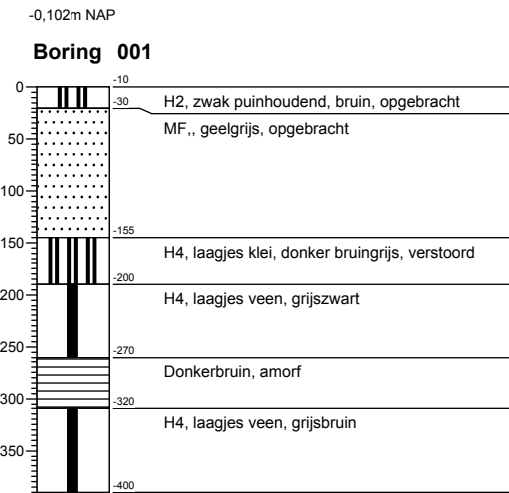 -0,102m NAP
Boring 001
0
-10
-30
H2, zwak puinhoudend, bruin, opgebracht
MF,, geelgrijs, opgebracht
50
100
150
-155
H4, laagjes klei, donker bruingrijs, verstoord
-200
200
H4, laagjes veen, grijszwart
250
-270
Donkerbruin, amorf
300
-320
H4, laagjes veen, grijsbruin
350
-400